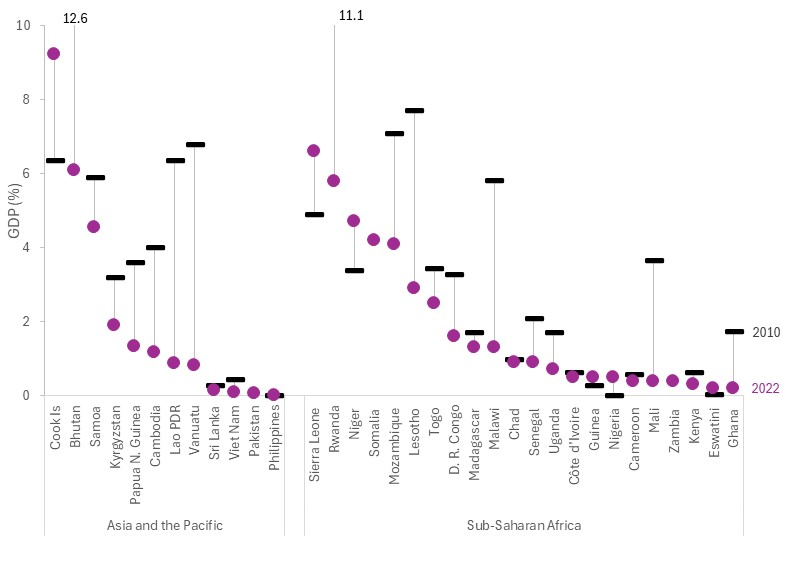 12.6
11.1
10
8
6
4
2
0
GDP (%)
2010
2022
Cook Is
Bhutan
Samoa
Kyrgyzstan
Papua N. Guinea
Cambodia
Lao PDR
Vanuatu
Sri Lanka
Viet Nam
Pakistan
Philippines
Sierra Leone
Rwanda
Niger
Somalia
Mozambique
Lesotho
Togo
D. R. Congo
Madagascar
Malawi
Chad
Senegal
Uganda
Côte d'Ivoire
Guinea
Nigeria
Cameroon
Mali
Zambia
Kenya
Eswatini
Ghana
Asia and the Pacific
Sub-Saharan Africa